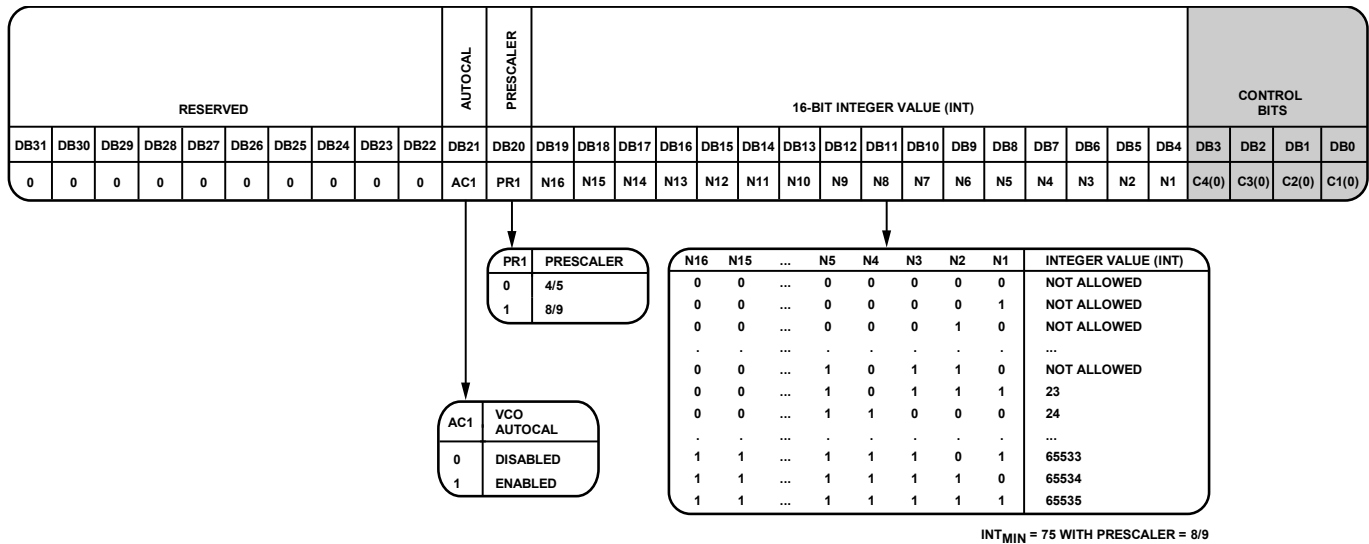 RESERVED
AUTOCAL
PRESCALER
16-BIT INTEGER VALUE (INT)
CONTROL
BITS
DB31 DB30 DB29 DB28 DB27 DB26 DB25 DB24 DB23 DB22 DB21 DB20 DB19 DB18 DB17 DB16 DB15 DB14 DB13 DB12 DB11 DB10 DB9 DB8 DB7 DB6 DB5 DB4 DB3 DB2 DB1 DB0
0 0 0 0 0 0 0 0 0 0 AC1 PR1 N16 N15 N14 N13 N12 N11 N10 N9 N8 N7 N6 N5 N4 N3 N2 N1 C4(0) C3(0) C2(0) C1(0)
PR1 PRESCALER
0 4/5
1 8/9
AC1 VCO
AUTOCAL
0 DISABLED
1 ENABLED
N16 N15 ... N5 N4 N3 N2 N1 INTEGER VALUE (INT)
0 0 ... 0 0 0 0 0 NOT ALLOWED
0 0 ... 0 0 0 0 1 NOT ALLOWED
0 0 ... 0 0 0 1 0 NOT ALLOWED
. . ... . . . . . ...
0 0 ... 1 0 1 1 0 NOT ALLOWED
0 0 ... 1 0 1 1 1 23
0 0 ... 1 1 0 0 0 24
. . ... . . . . . ...
1 1 ... 1 1 1 0 1 65533
1 1 ... 1 1 1 1 0 65534
1 1 ... 1 1 1 1 1 65535
INTMIN = 75 WITH PRESCALER = 8/9